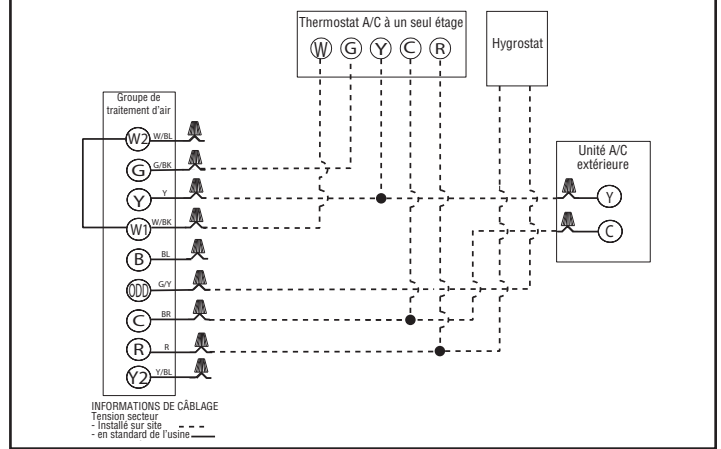 Thermostat A/C à un seul étage
W G Y C R
Hygrostat
Groupe de
traitement d'air
W2 W/BL
G G/BK
Y Y
W1 W/BK
B BL
ODD G/Y
C BR
R R
Y2 Y/BL
Unité A/C
extérieure
Y
C
INFORMATIONS DE CÂBLAGE
Tension secteur
- Installé sur site
- en standard de l'usine